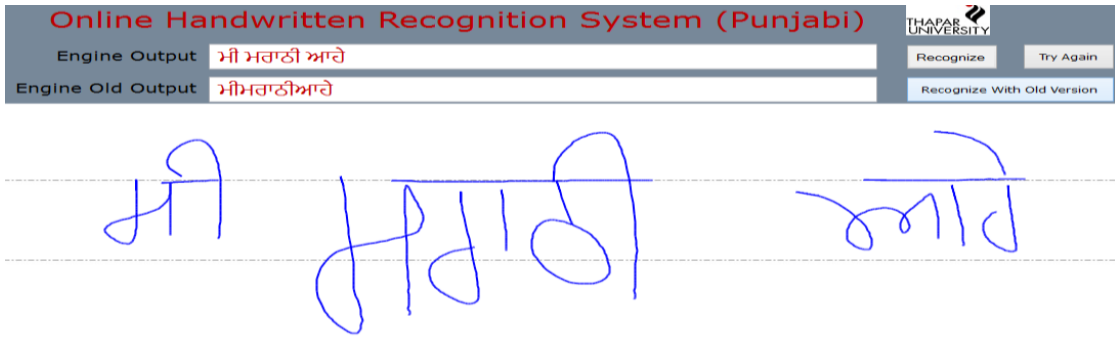 Online Handwritten Recognition System (Punjabi)
THAPAR
UNIVERSITY
Engine Output ਮੀ ਮਰਾਠੀ ਆਹੇ Recognize Try Again
Engine Old Output ਮੀਮਰਾਠੀਆਹੇ Recognize With Old Version
ਮੀ ਮਰਾਠੀ ਆਹੇ